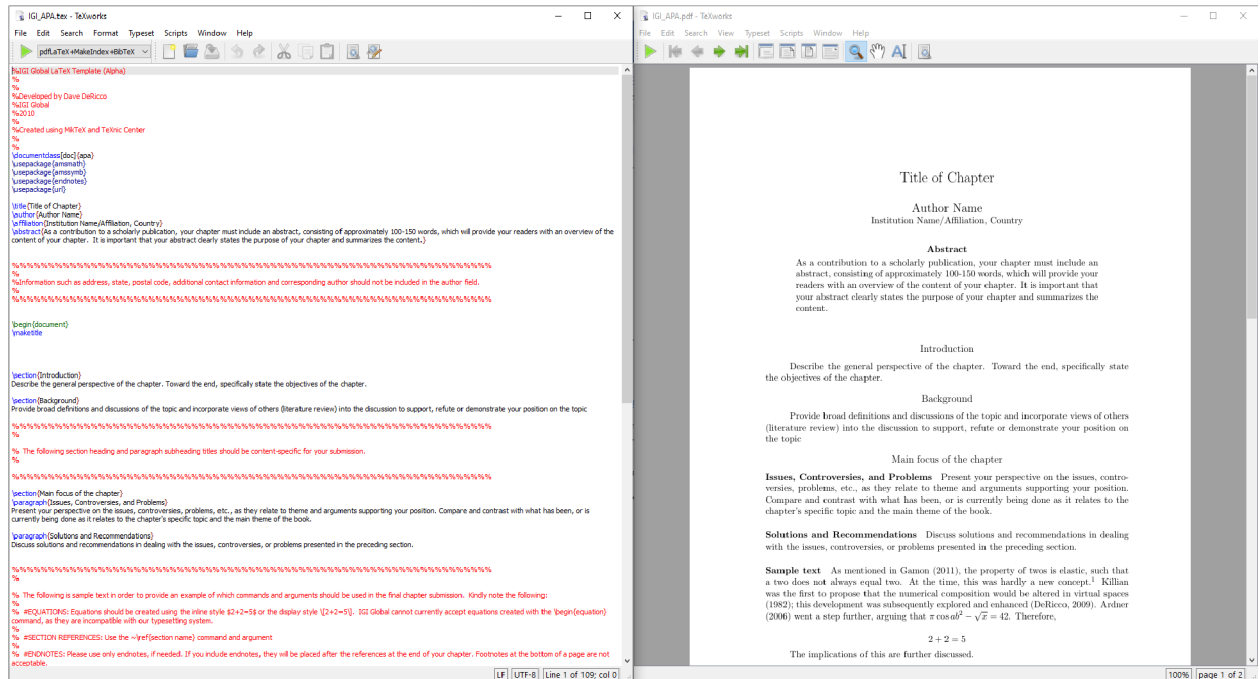 IGI_APA.tex - TeXworks
File Edit Search Format Typeset Scripts Window Help
pdfLaTeX+MakeIndex+BibTeX
%IGI Global LaTeX Template (Alpha)
%
%
%Developed by Dave DeRicco
%IGI Global
%2010
%
%Created using MikTeX and TeXnic Center
%
%
\documentclass[doc]{apa}
\usepackage{amsmath}
\usepackage{amssymb}
\usepackage{endnotes}
\usepackage{url}
\title{Title of Chapter}
\author{Author Name}
\affiliation{Institution Name/Affiliation, Country}
\abstract{As a contribution to a scholarly publication, your chapter must include an abstract, consisting of approximately 100-150 words, which will provide your readers with an overview of the
content of your chapter. It is important that your abstract clearly states the purpose of your chapter and summarizes the content.}
%%%%%%%%%%%%%%%%%%%%%%%%%%%%%%%%%%%%%%%%%%%%%%%%%%%%%%%%%%%%%%%%%%%
%
%Information such as address, state, postal code, additional contact information and corresponding author should not be included in the author field.
%
%%%%%%%%%%%%%%%%%%%%%%%%%%%%%%%%%%%%%%%%%%%%%%%%%%%%%%%%%%%%%%%%%%%
\begin{document}
\maketitle
\section{Introduction}
Describe the general perspective of the chapter. Toward the end, specifically state the objectives of the chapter.
\section{Background}
Provide broad definitions and discussions of the topic and incorporate views of others (literature review) into the discussion to support, refute or demonstrate your position on the topic
%%%%%%%%%%%%%%%%%%%%%%%%%%%%%%%%%%%%%%%%%%%%%%%%%%%%%%%%%%%%%%%%%%%
%
% The following section heading and paragraph subheading titles should be content-specific for your submission.
%
%%%%%%%%%%%%%%%%%%%%%%%%%%%%%%%%%%%%%%%%%%%%%%%%%%%%%%%%%%%%%%%%%%%
\section{Main focus of the chapter}
\paragraph{Issues, Controversies, and Problems}
Present your perspective on the issues, controversies, problems, etc., as they relate to theme and arguments supporting your position. Compare and contrast with what has been, or is
currently being done as it relates to the chapter's specific topic and the main theme of the book.
\paragraph{Solutions and Recommendations}
Discuss solutions and recommendations in dealing with the issues, controversies, or problems presented in the preceding section.
%%%%%%%%%%%%%%%%%%%%%%%%%%%%%%%%%%%%%%%%%%%%%%%%%%%%%%%%%%%%%%%%%%%
%
% The following is sample text in order to provide an example of which commands and arguments should be used in the final chapter submission. Kindly note the following:
%
% #EQUATIONS: Equations should be created using the inline style $2+2=5$ or the display style \[2+2=5\]. IGI Global cannot currently accept equations created with the \begin{equation}
command, as they are incompatible with our typesetting system.
%
% #SECTION REFERENCES: Use the ~\ref{section name} command and argument
%
% #ENDNOTES: Please use only endnotes, if needed. If you include endnotes, they will be placed after the references at the end of your chapter. Footnotes at the bottom of a page are not
acceptable.
LF UTF-8 Line 1 of 109; col 0
IGI_APA.pdf - TeXworks
File Edit Search View Typeset Scripts Window Help
Title of Chapter
Author Name
Institution Name/Affiliation, Country
Abstract
As a contribution to a scholarly publication, your chapter must include an
abstract, consisting of approximately 100-150 words, which will provide your
readers with an overview of the content of your chapter. It is important that
your abstract clearly states the purpose of your chapter and summarizes the
content.
Introduction
Describe the general perspective of the chapter. Toward the end, specifically state
the objectives of the chapter.
Background
Provide broad definitions and discussions of the topic and incorporate views of others
(literature review) into the discussion to support, refute or demonstrate your position on
the topic
Main focus of the chapter
Issues, Controversies, and Problems Present your perspective on the issues, contro-
versies, problems, etc., as they relate to theme and arguments supporting your position.
Compare and contrast with what has been, or is currently being done as it relates to the
chapter's specific topic and the main theme of the book.
Solutions and Recommendations Discuss solutions and recommendations in dealing
with the issues, controversies, or problems presented in the preceding section.
Sample text As mentioned in Gamon (2011), the property of twos is elastic, such that
a two does not always equal two. At the time, this was hardly a new concept.¹ Killian
was the first to propose that the numerical composition would be altered in virtual spaces
(1982); this development was subsequently explored and enhanced (DeRicco, 2009). Ardner
(2006) went a step further, arguing that π cos ab² − √x = 42. Therefore,
2 + 2 = 5
The implications of this are further discussed.
100% page 1 of 2